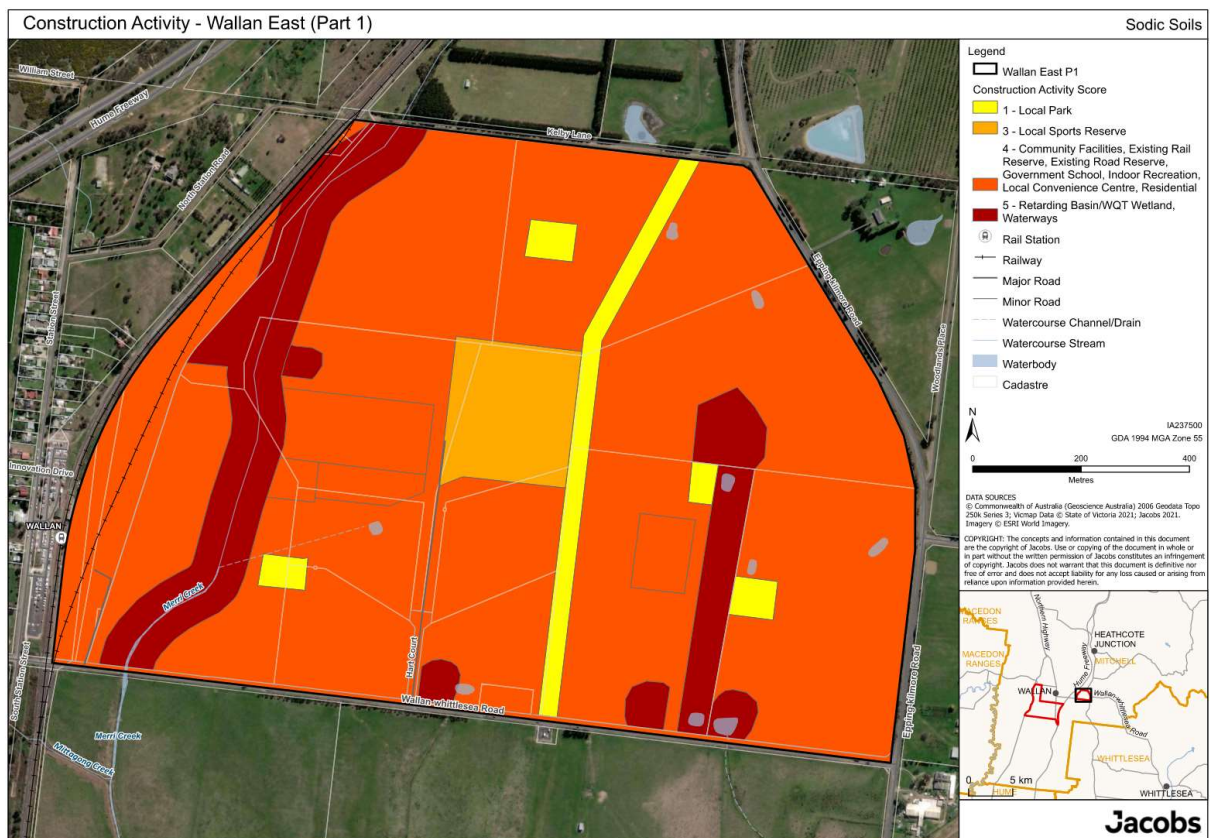 Construction Activity - Wallan East (Part 1)
Sodic Soils
Legend
Wallan East P1
Construction Activity Score
1 - Local Park
3 - Local Sports Reserve
4 - Community Facilities, Existing Rail
Reserve, Existing Road Reserve,
Government School, Indoor Recreation,
Local Convenience Centre, Residential
5 - Retarding Basin/WQT Wetland,
Waterways
Rail Station
Railway
Major Road
Minor Road
Watercourse Channel/Drain
Watercourse Stream
Waterbody
Cadastre
N
IA237500
GDA 1994 MGA Zone 55
0 200 400
Metres
DATA SOURCES
© Commonwealth of Australia (Geoscience Australia) 2006 Geodata Topo
250k Series 3; Vicmap Data © State of Victoria 2021; Jacobs 2021.
Imagery © ESRI World Imagery.
COPYRIGHT: The concepts and information contained in this document
are the copyright of Jacobs. Use or copying of the document in whole or
in part without the written permission of Jacobs constitutes an infringement
of copyright. Jacobs does not warrant that this document is definitive nor
free of error and does not accept liability for any loss caused or arising from
reliance upon information provided herein.
William Street
Hume Freeway
North Station Road
Kelby Lane
Epping-kilmore Road
Woodlands Place
Station Street
Innovation Drive
WALLAN
Merri Creek
Hart Court
Wallan-whittlesea Road
Epping-kilmore Road
South Station Street
Merri Creek
Mittagong Creek
MACEDON
RANGES
Northern Highway
HEATHCOTE
JUNCTION
MITCHELL
MACEDON
RANGES
Hume Freeway
WALLAN
Wallan-whittlesea
Road
WHITTLESEA
0 5 km
HUME
WHITTLESEA
Jacobs